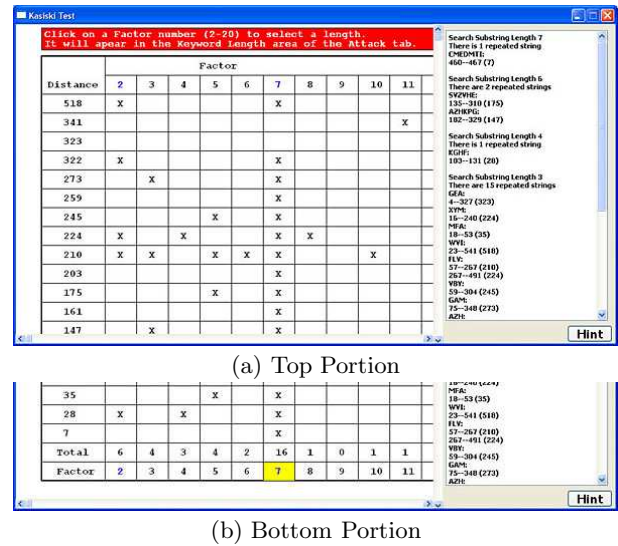 Kasiski Test
Click on a Factor number (2-20) to select a length.
It will apear in the Keyword Length area of the Attack tab.
Factor
Distance 2 3 4 5 6 7 8 9 10 11
518 X X
341 X
323
322 X X
273 X X
259 X
245 X X
224 X X X X
210 X X X X X X
203 X
175 X X
161 X
147 X X
Search Substring Length 7
There is 1 repeated string
CMEDMTI:
460--467 (7)
Search Substring Length 6
There are 2 repeated strings
SVZVHE:
135--310 (175)
AZHKPG:
182--329 (147)
Search Substring Length 4
There is 1 repeated string
KGHF:
103--131 (28)
Search Substring Length 3
There are 15 repeated strings
GEA:
4--327 (323)
XYM:
16--240 (224)
MFA:
18--53 (35)
WVI:
23--541 (518)
FLV:
57--267 (210)
267--491 (224)
VBY:
59--304 (245)
GAM:
75--348 (273)
AZH:
Hint
(a) Top Portion
35 X X
28 X X X
7 X
Total 6 4 3 4 2 16 1 0 1 1
Factor 2 3 4 5 6 7 8 9 10 11
MFA:
18--53 (35)
WVI:
23--541 (518)
FLV:
57--267 (210)
267--491 (224)
VBY:
59--304 (245)
GAM:
75--348 (273)
AZH:
Hint
(b) Bottom Portion